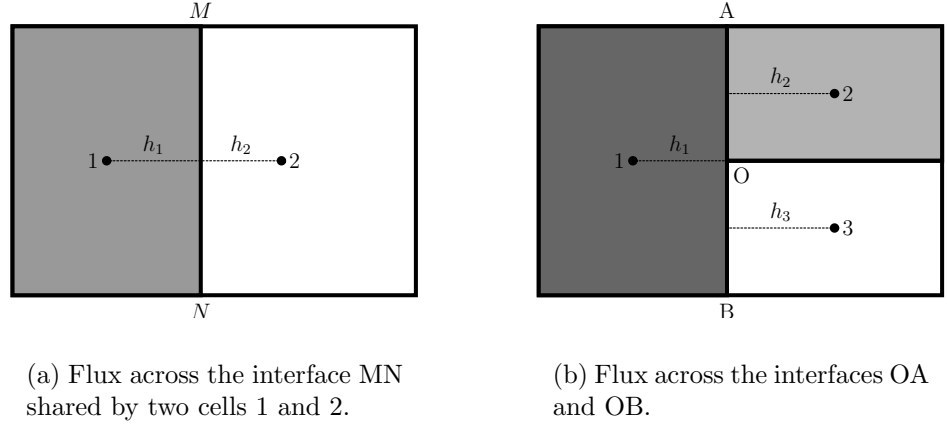 M
A
h₂
2
h₁
h₂
1
2
h₁
1
O
h₃
3
N
B
(a) Flux across the interface MN
shared by two cells 1 and 2.
(b) Flux across the interfaces OA
and OB.